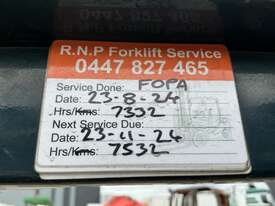 R.N.P Forklift Service
0447 827 465
Service Done: FOPA
Date: 23-8-24
Hrs/Kms: 7332
Next Service Due:
Date: 23-11-24
Hrs/Kms: 7532